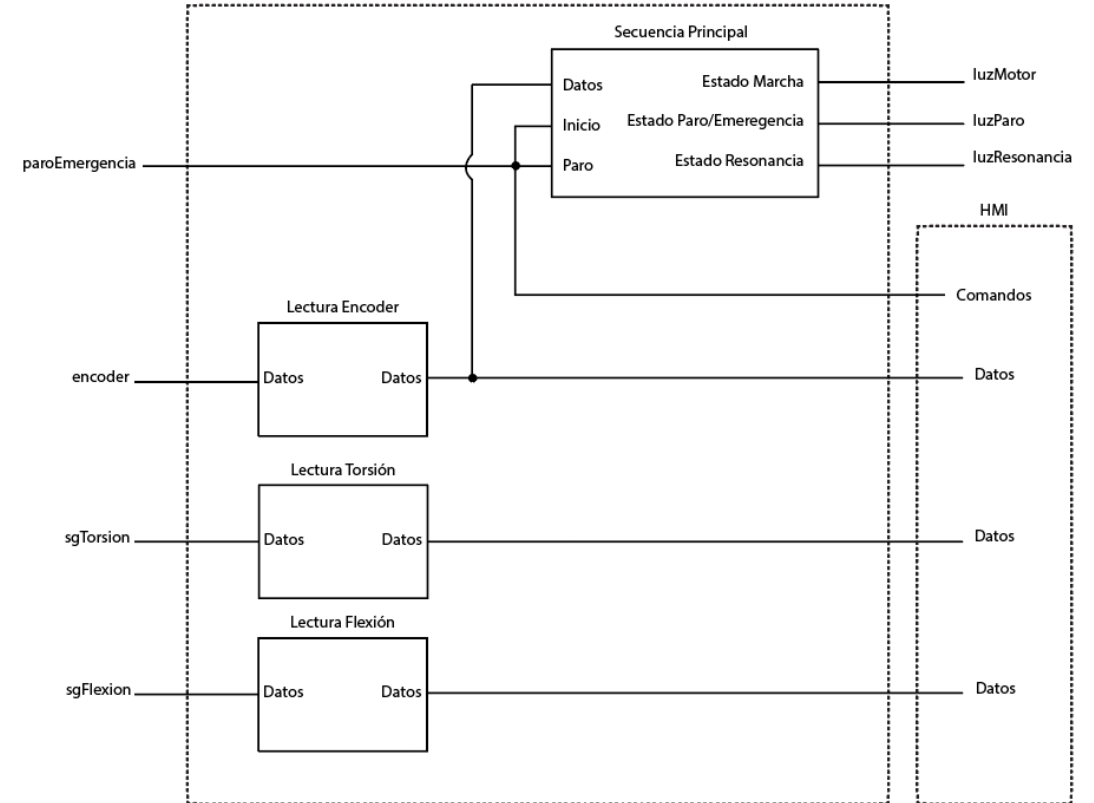 Secuencia Principal
Datos
Estado Marcha
luzMotor
Inicio
Estado Paro/Emeregencia
luzParo
paroEmergencia
Paro
Estado Resonancia
luzResonancia
HMI
Comandos
Lectura Encoder
encoder
Datos
Datos
Datos
Lectura Torsión
sgTorsion
Datos
Datos
Datos
Lectura Flexión
sgFlexion
Datos
Datos
Datos